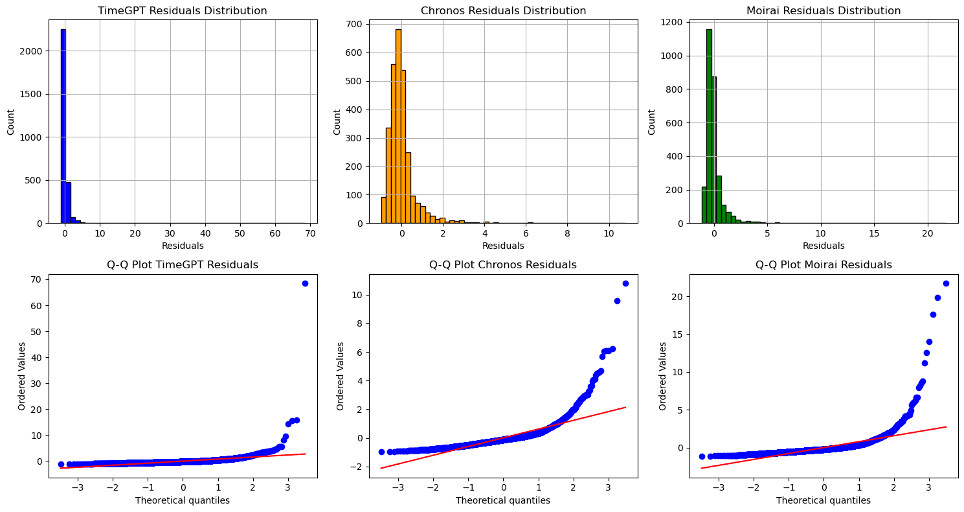 TimeGPT Residuals Distribution
Count
2000
1500
1000
500
0
0 10 20 30 40 50 60 70
Residuals
Chronos Residuals Distribution
Count
700
600
500
400
300
200
100
0
0 2 4 6 8 10
Residuals
Moirai Residuals Distribution
Count
1200
1000
800
600
400
200
0
0 5 10 15 20
Residuals
Q-Q Plot TimeGPT Residuals
Ordered Values
70
60
50
40
30
20
10
0
−3 −2 −1 0 1 2 3
Theoretical quantiles
Q-Q Plot Chronos Residuals
Ordered Values
10
8
6
4
2
0
−2
−3 −2 −1 0 1 2 3
Theoretical quantiles
Q-Q Plot Moirai Residuals
Ordered Values
20
15
10
5
0
−3 −2 −1 0 1 2 3
Theoretical quantiles